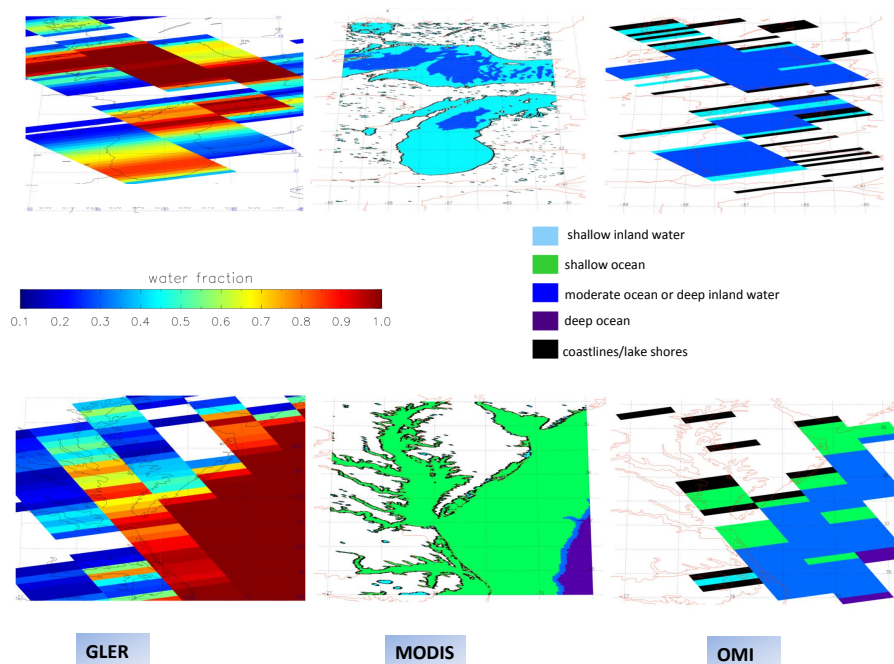 shallow inland water
shallow ocean
water fraction
moderate ocean or deep inland water
0.1 0.2 0.3 0.4 0.5 0.6 0.7 0.8 0.9 1.0
deep ocean
coastlines/lake shores
GLER
MODIS
OMI